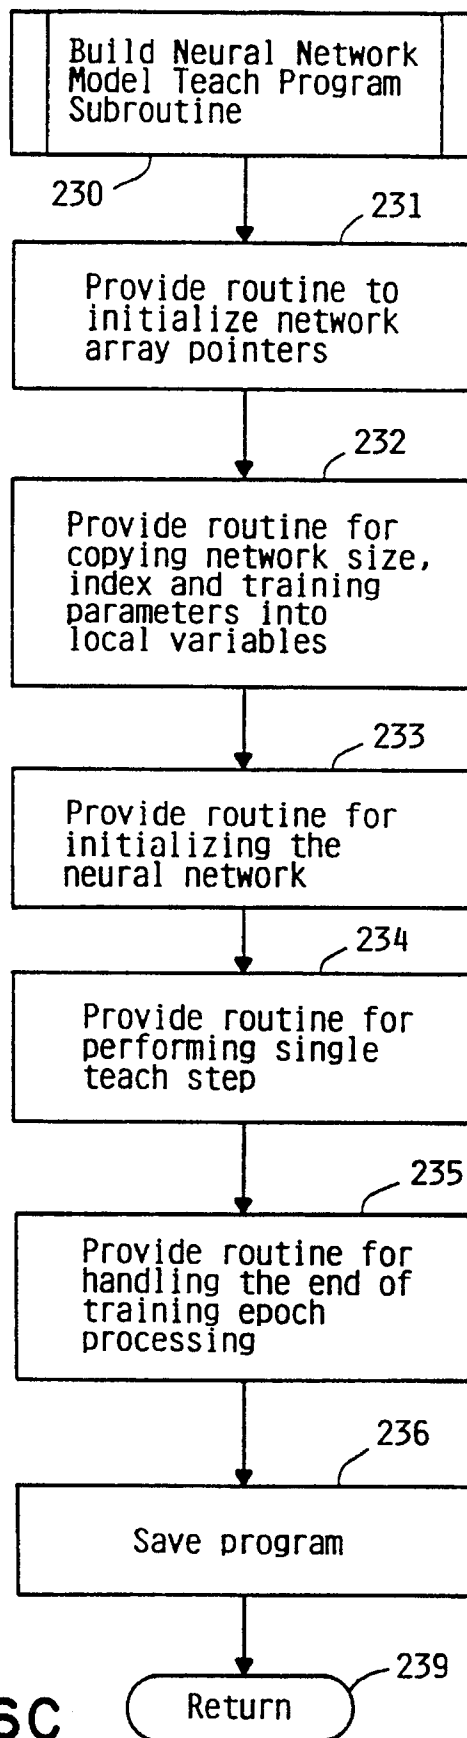 Build Neural Network
Model Teach Program
Subroutine
230
231
Provide routine to
initialize network
array pointers
232
Provide routine for
copying network size,
index and training
parameters into
local variables
233
Provide routine for
initializing the
neural network
234
Provide routine for
performing single
teach step
235
Provide routine for
handling the end of
training epoch
processing
236
Save program
239
Return